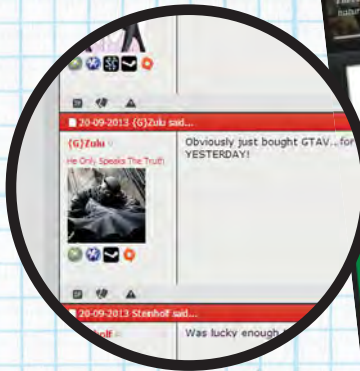 20-09-2013 {G}Zulu said...
{G}Zulu
He Only Speaks The Truth
Obviously just bought GTAV...for
YESTERDAY!
20-09-2013 Steinholf said...
Was lucky enough